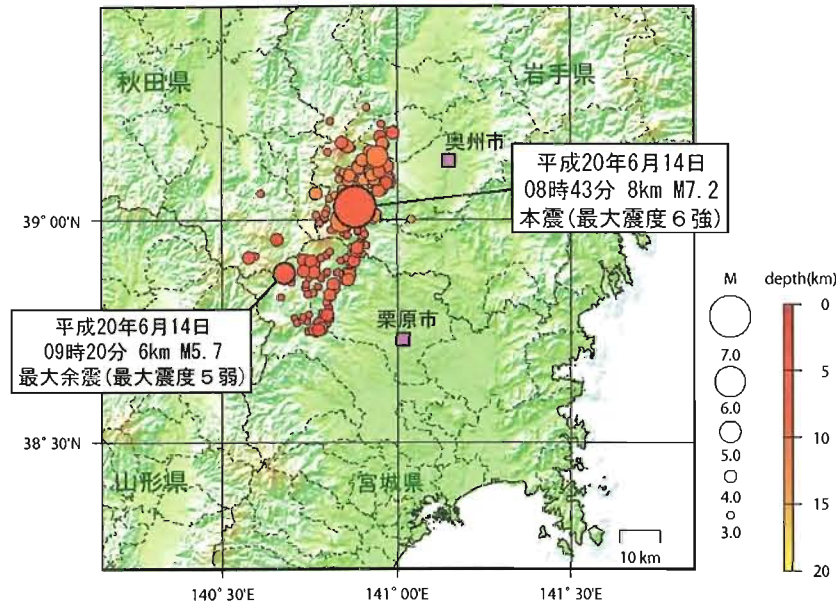 秋田県
岩手県
奥州市
平成20年6月14日
08時43分 8km M7.2
本震(最大震度6強)
39° 00'N
平成20年6月14日
09時20分 6km M5.7
最大余震(最大震度5弱)
栗原市
38° 30'N
山形県
宮城県
10 km
140° 30'E
141° 00'E
141° 30'E
M
7.0
6.0
5.0
4.0
3.0
depth(km)
0
5
10
15
20